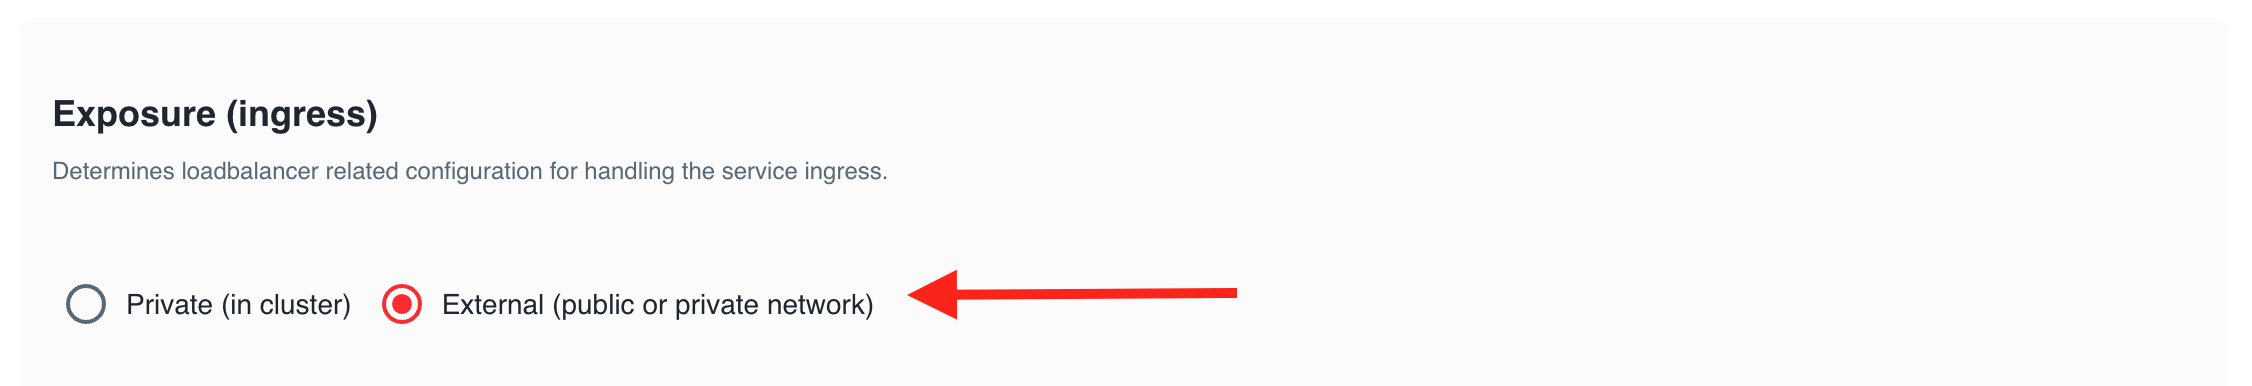 Exposure (ingress)
Determines loadbalancer related configuration for handling the service ingress.
Private (in cluster) External (public or private network)